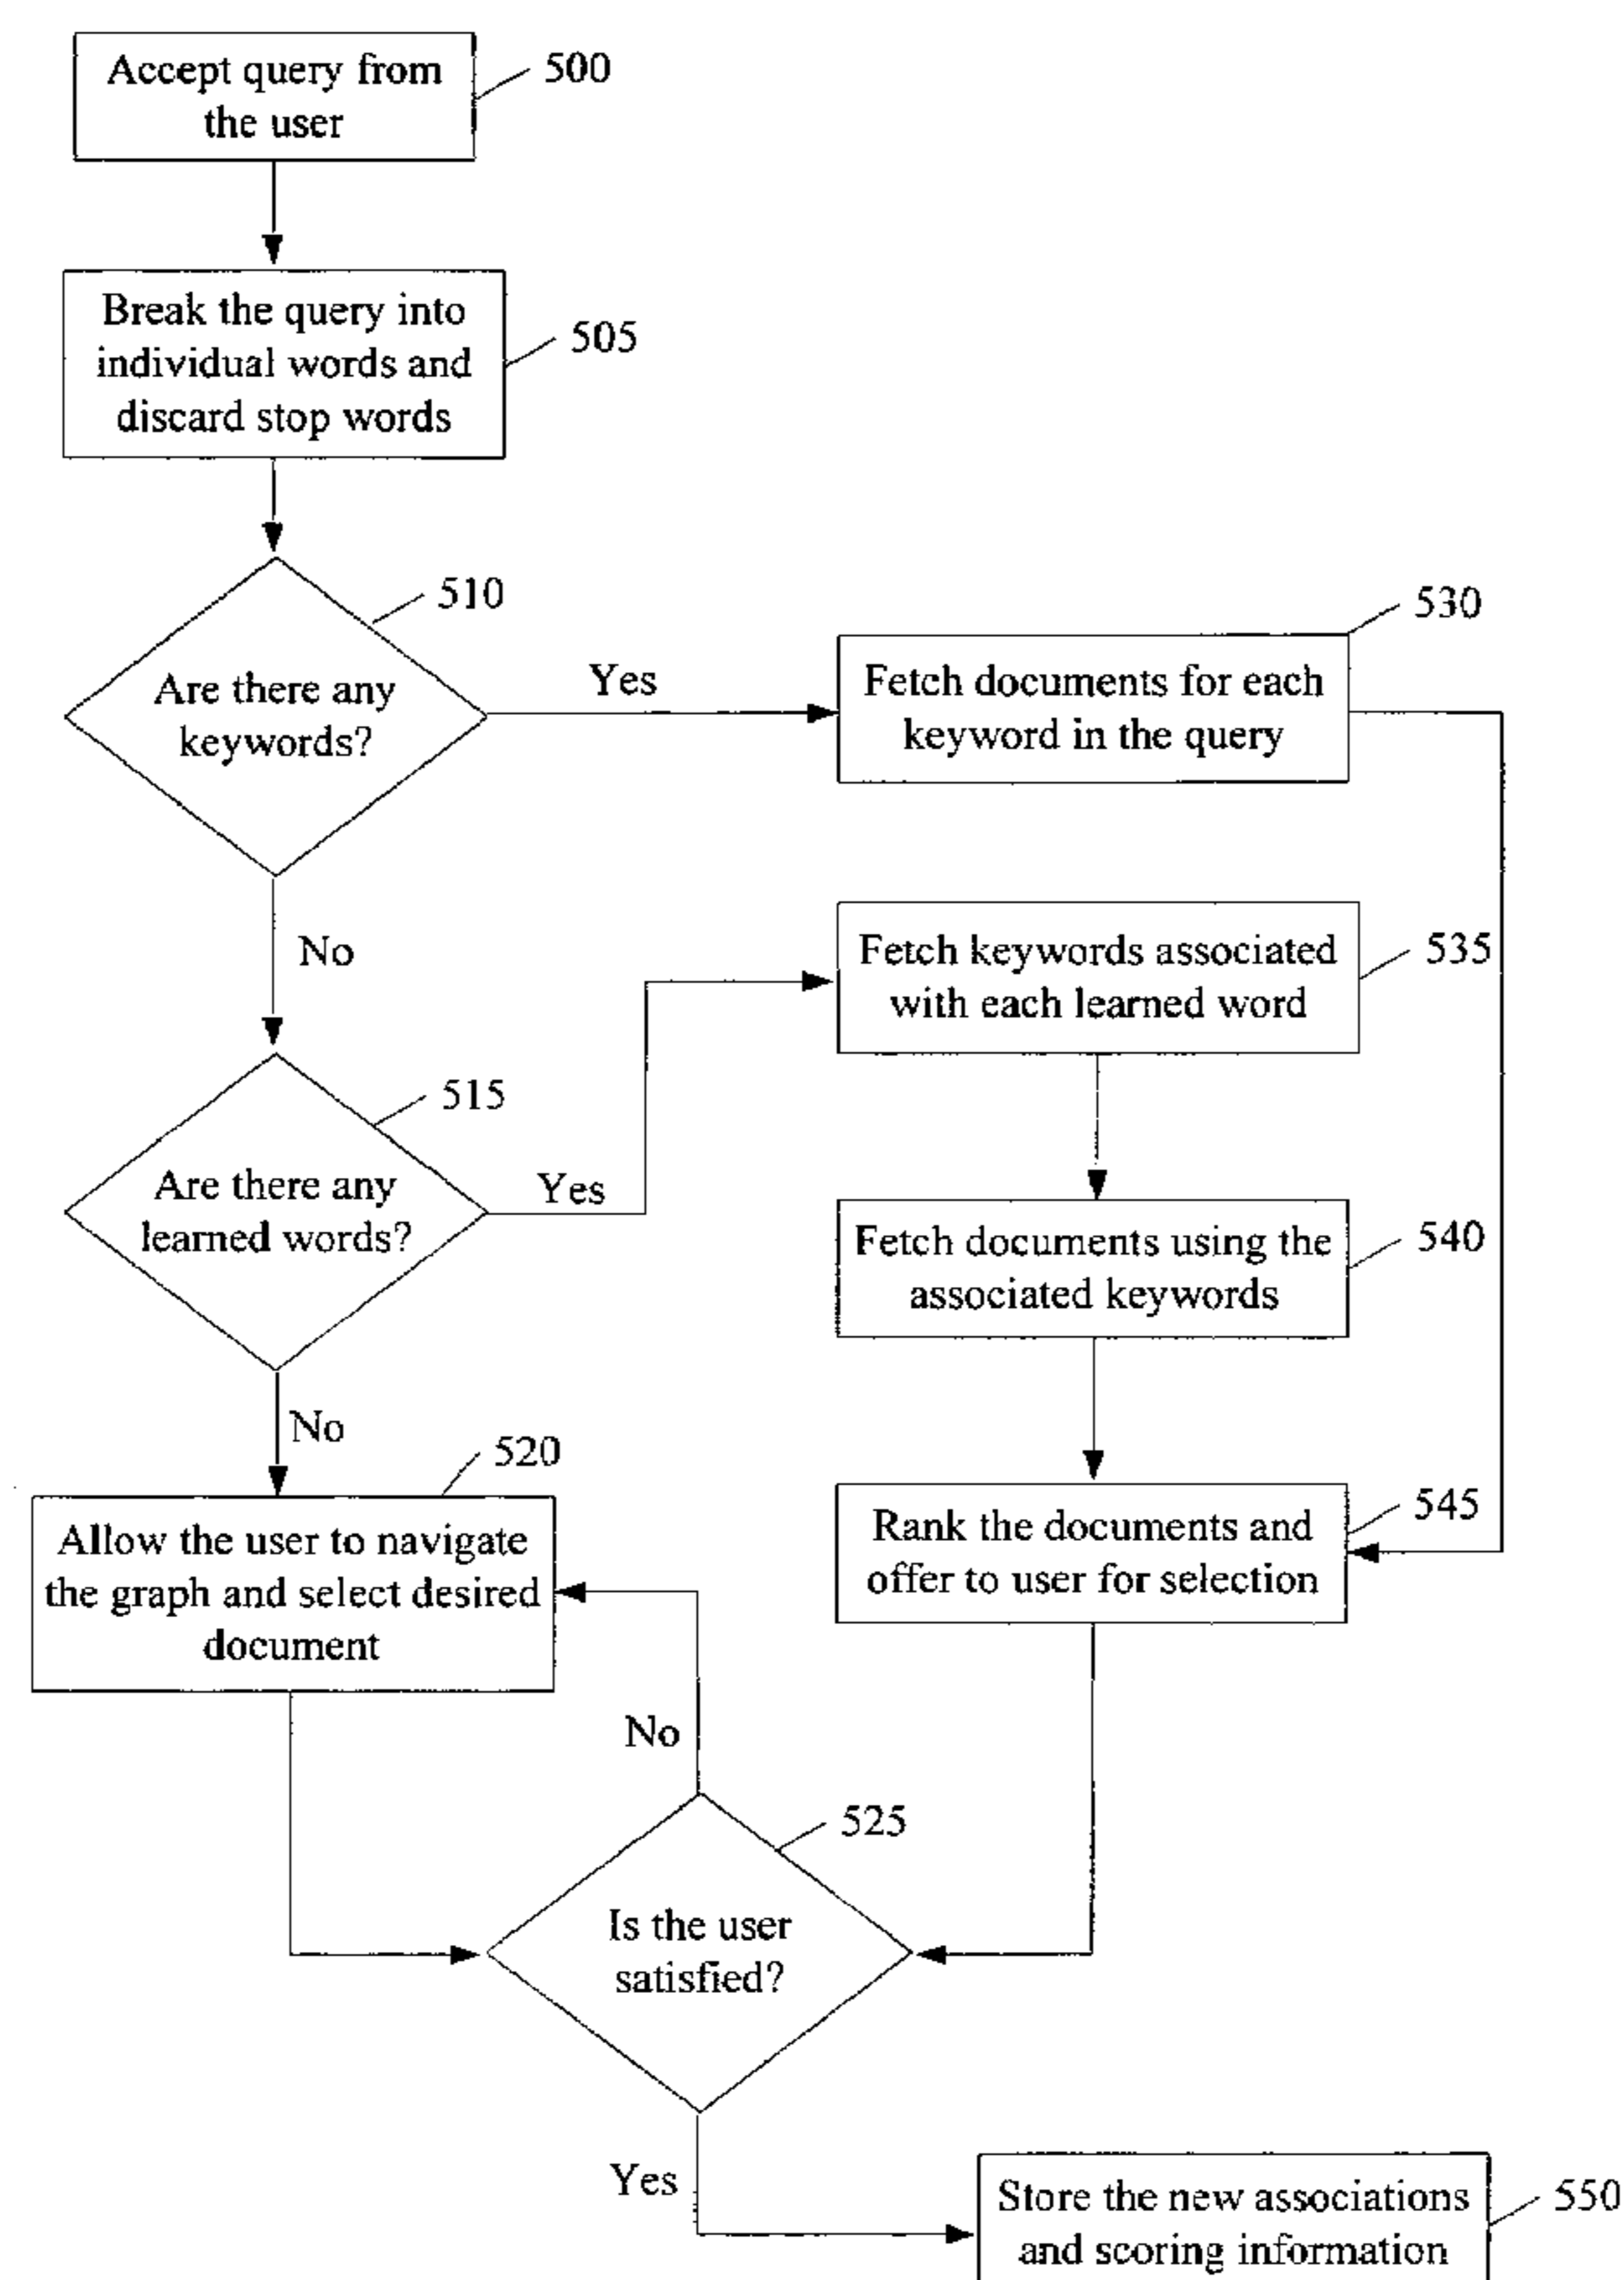 Accept query from
the user
500
Break the query into
individual words and
discard stop words
505
Are there any
keywords?
510
Yes
Fetch documents for each
keyword in the query
530
No
Fetch keywords associated
with each learned word
535
Are there any
learned words?
515
Yes
Fetch documents using the
associated keywords
540
No
Allow the user to navigate
the graph and select desired
document
520
Rank the documents and
offer to user for selection
545
No
Is the user
satisfied?
525
Yes
Store the new associations
and scoring information
550